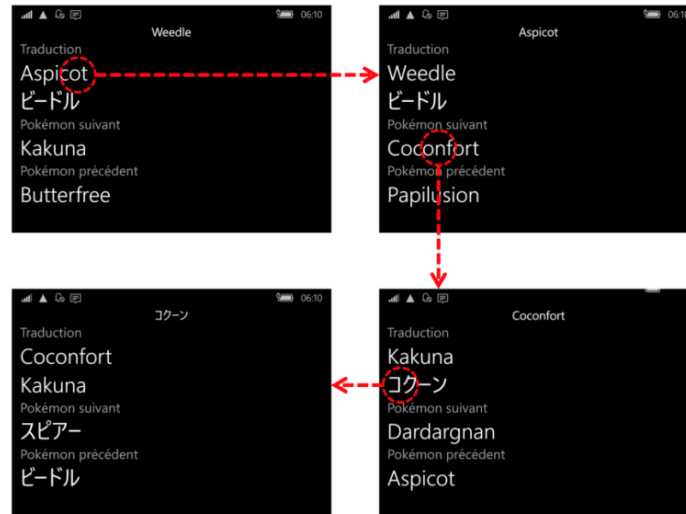 06:10
Weedle
Traduction
Aspicot
ビードル
Pokémon suivant
Kakuna
Pokémon précédent
Butterfree
06:10
Aspicot
Traduction
Weedle
ビードル
Pokémon suivant
Coconfort
Pokémon précédent
Papilusion
06:10
コクーン
Traduction
Coconfort
Kakuna
Pokémon suivant
スピアー
Pokémon précédent
ビードル
Coconfort
Traduction
Kakuna
コクーン
Pokémon suivant
Dardargnan
Pokémon précédent
Aspicot